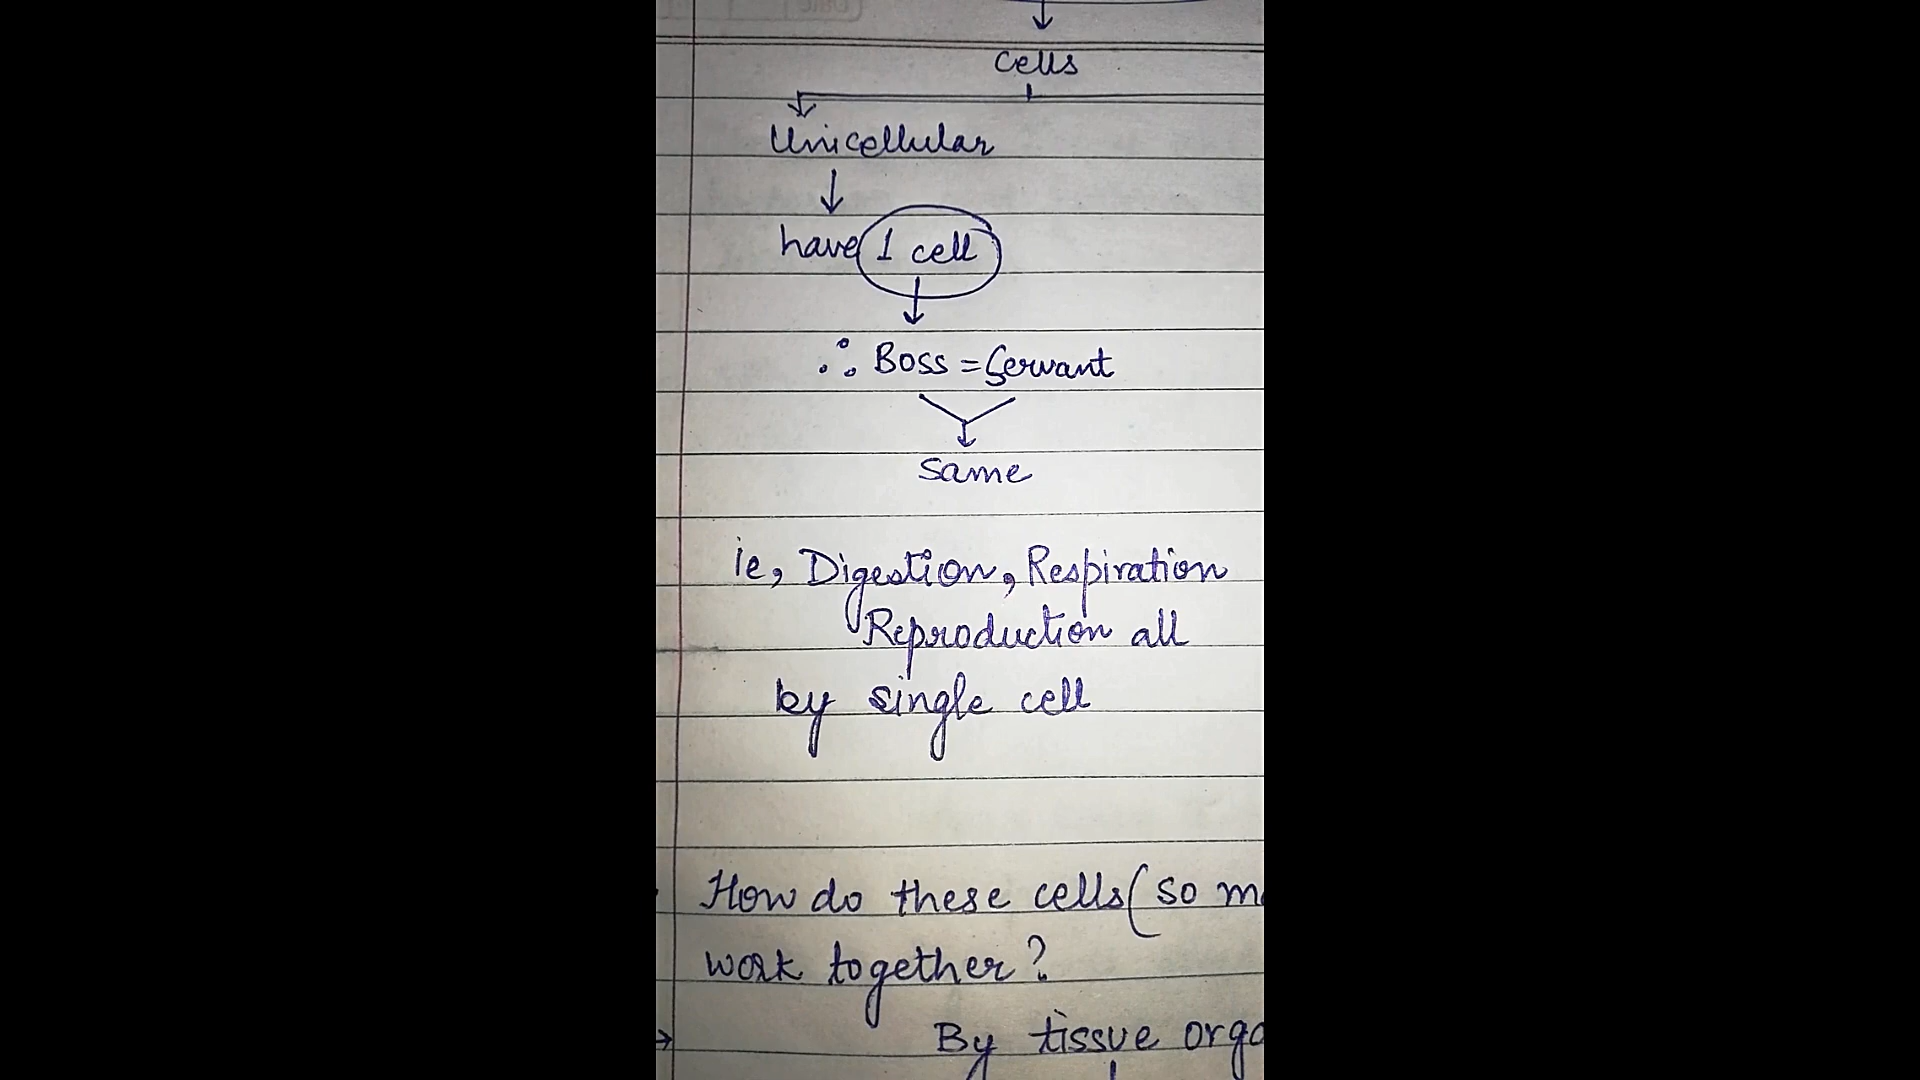 Cells
Unicellular
have 1 cell
∴ Boss = Servant
same
ie, Digestion, Respiration
Reproduction all
by single cell
How do these cells (so
work together?
By tissue